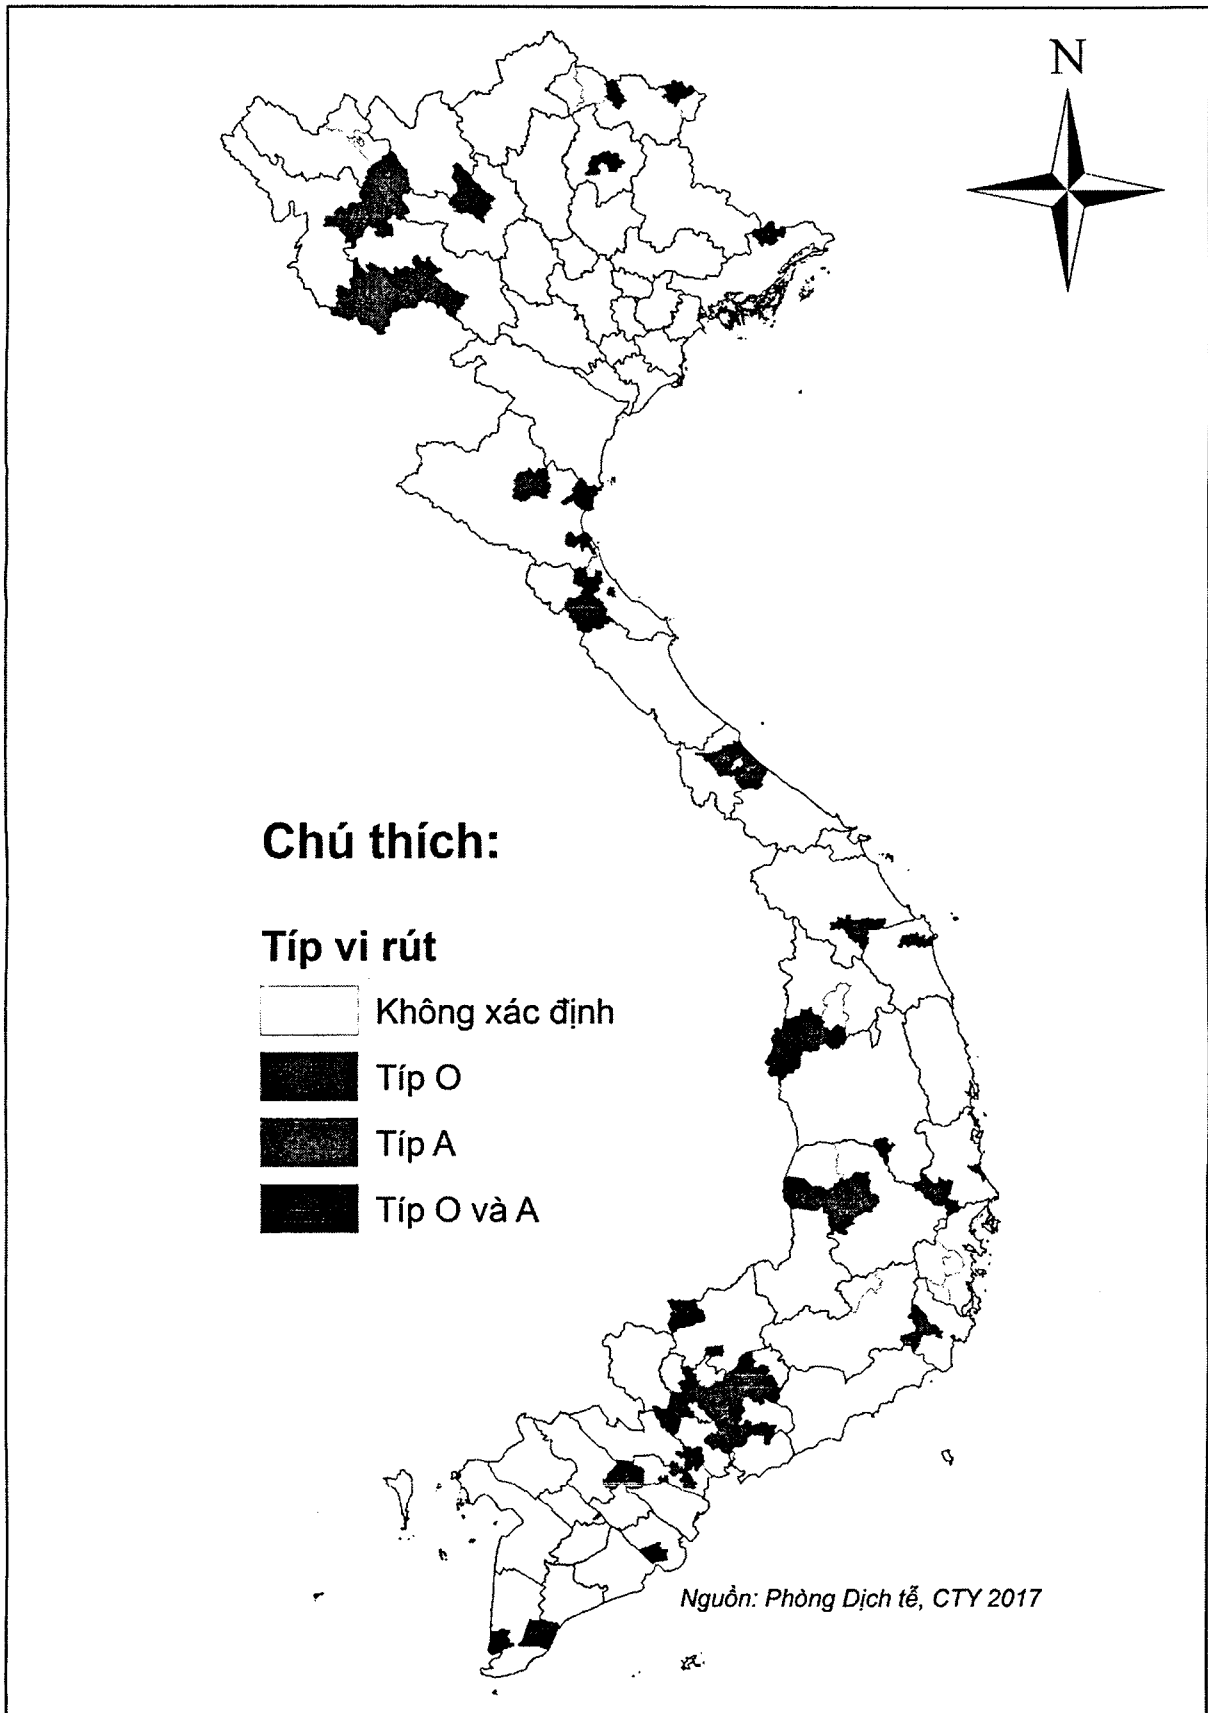 N
Chú thích:
Típ vi rút
Không xác định
Típ O
Típ A
Típ O và A
Nguồn: Phòng Dịch tễ, CTY 2017